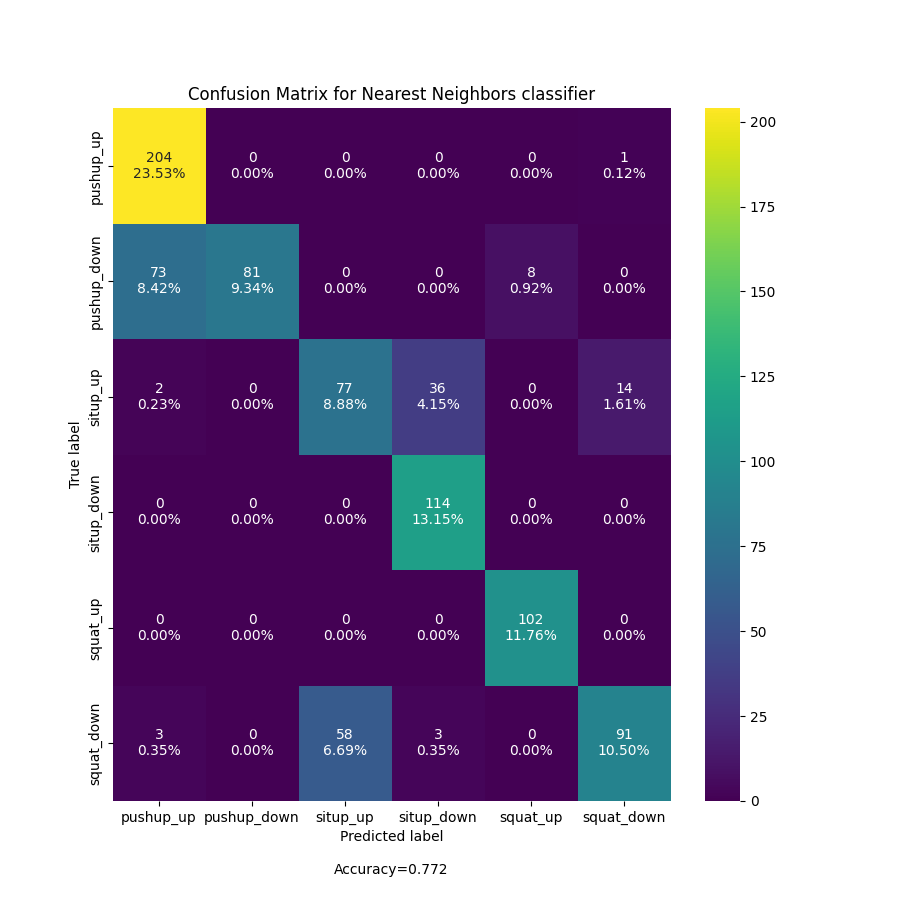 Confusion Matrix for Nearest Neighbors classifier
True label
pushup_up
204 0 0 0 0 1
23.53% 0.00% 0.00% 0.00% 0.00% 0.12%
pushup_down
73 81 0 0 8 0
8.42% 9.34% 0.00% 0.00% 0.92% 0.00%
situp_up
2 0 77 36 0 14
0.23% 0.00% 8.88% 4.15% 0.00% 1.61%
situp_down
0 0 0 114 0 0
0.00% 0.00% 0.00% 13.15% 0.00% 0.00%
squat_up
0 0 0 0 102 0
0.00% 0.00% 0.00% 0.00% 11.76% 0.00%
squat_down
3 0 58 3 0 91
0.35% 0.00% 6.69% 0.35% 0.00% 10.50%
pushup_up pushup_down situp_up situp_down squat_up squat_down
Predicted label
Accuracy=0.772
200
175
150
125
100
75
50
25
0